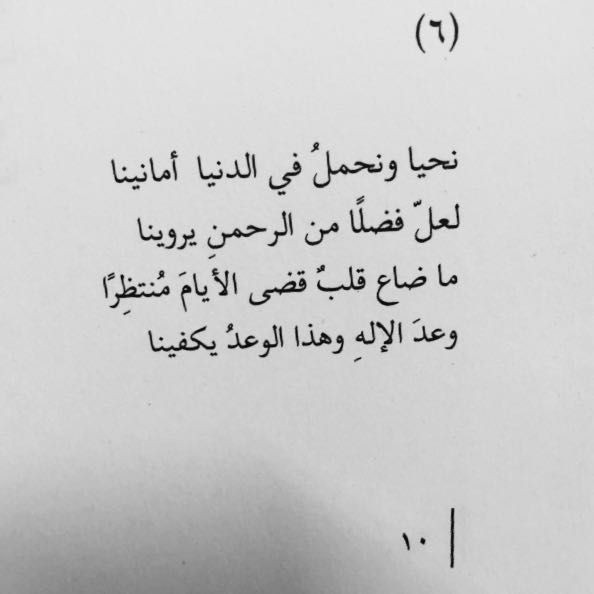 (٦)
نحيا ونحملُ في الدنيا أمانينا
لعلّ فضلًا من الرحمنِ يروينا
ما ضاع قلبٌ قضى الأيامَ مُنتظِرًا
وعدَ الإلهِ وهذا الوعدُ يكفينا
١٠